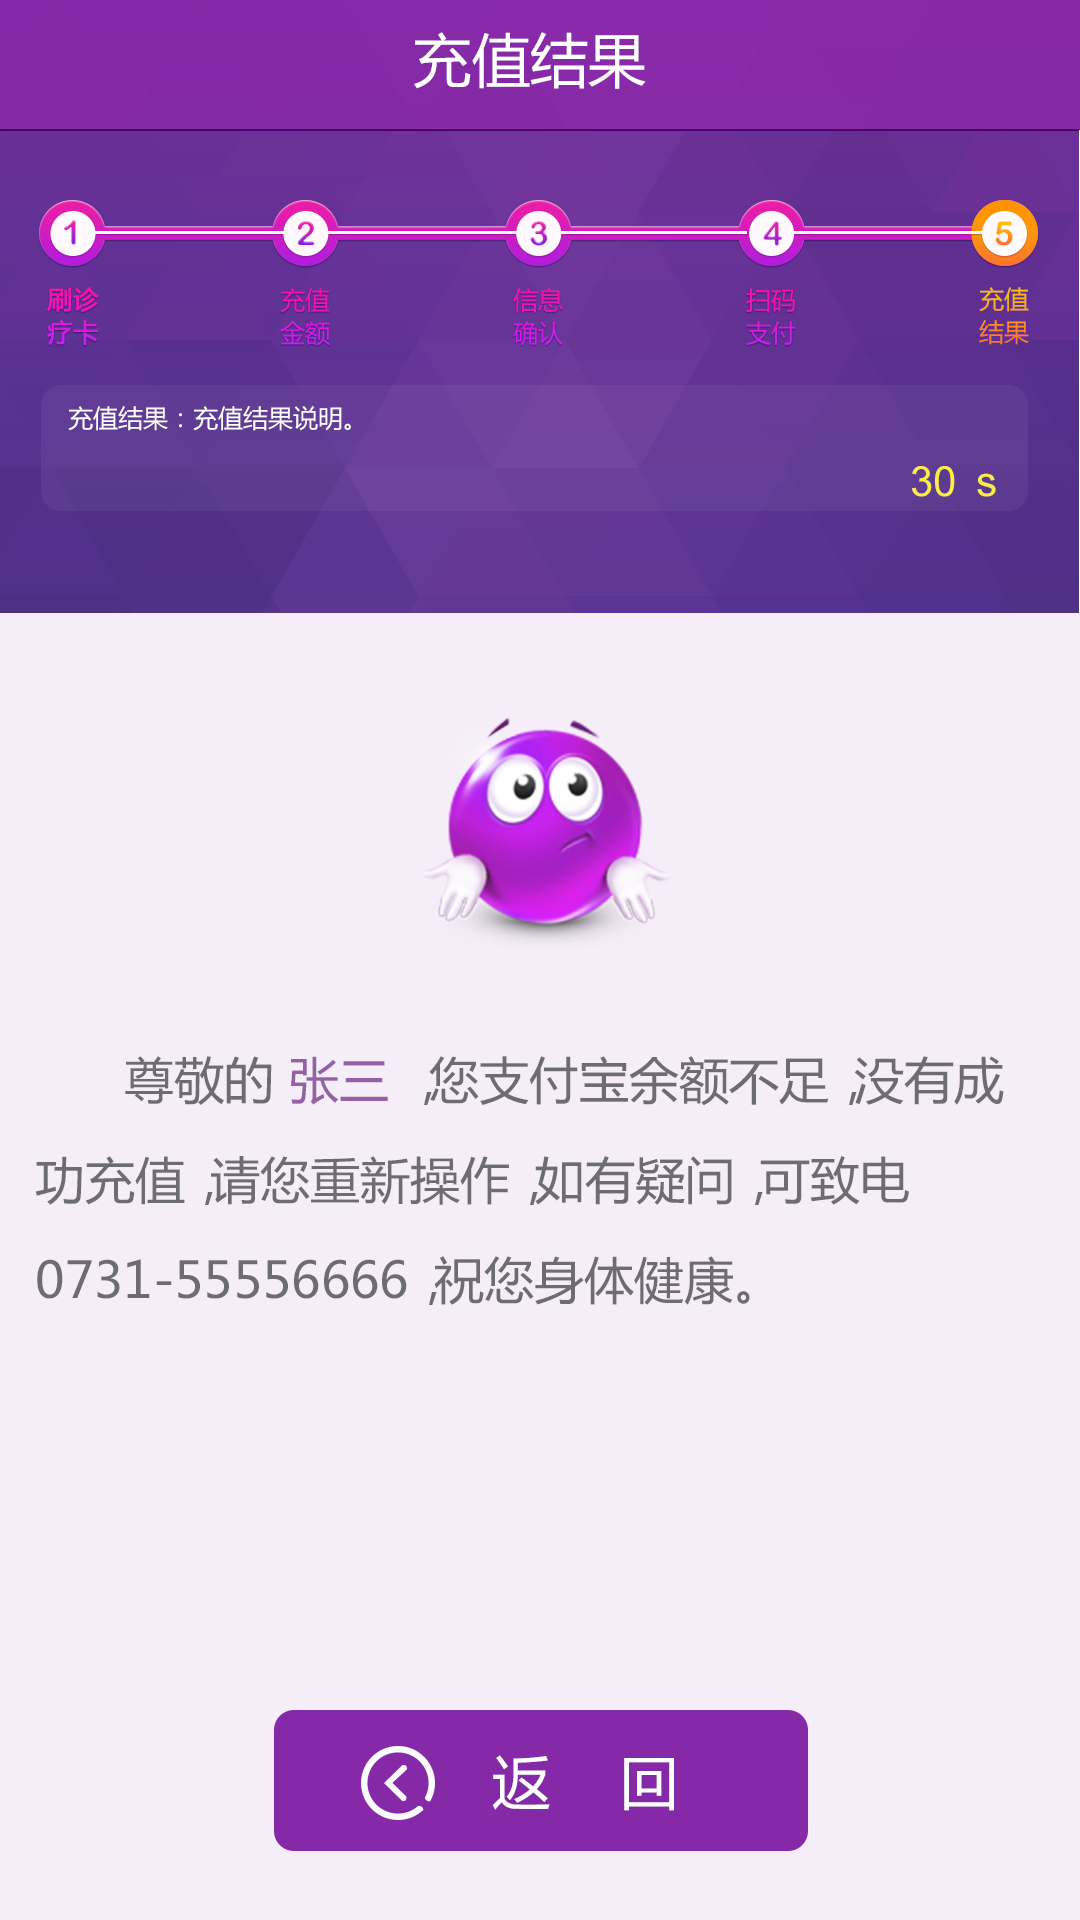 充值结果
1 2 3 4 5
刷诊 充值 信息 扫码 充值
疗卡 金额 确认 支付 结果
充值结果：充值结果说明。
30 s
尊敬的 张三 ,您支付宝余额不足 ,没有成
功充值 ,请您重新操作 ,如有疑问 ,可致电
0731-55556666 ,祝您身体健康。
返 回